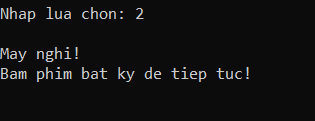 Nhap lua chon: 2
May nghi!
Bam phim bat ky de tiep tuc!